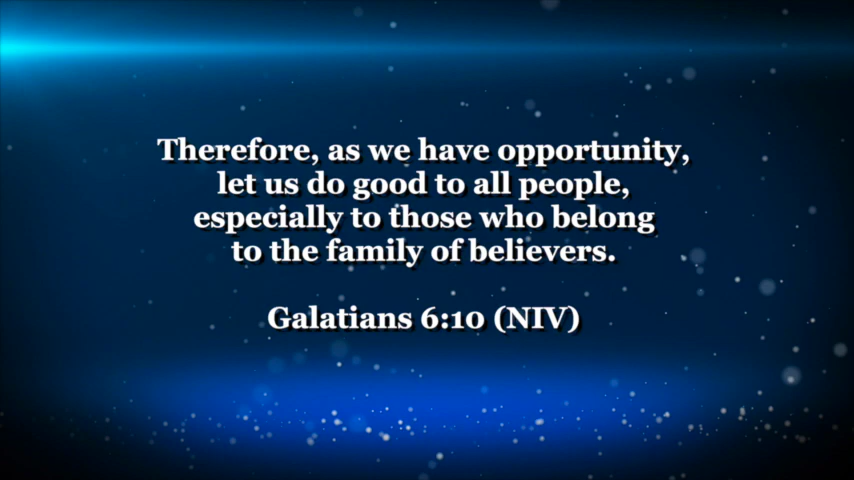 Therefore, as we have opportunity,
let us do good to all people,
especially to those who belong
to the family of believers.
Galatians 6:10 (NIV)